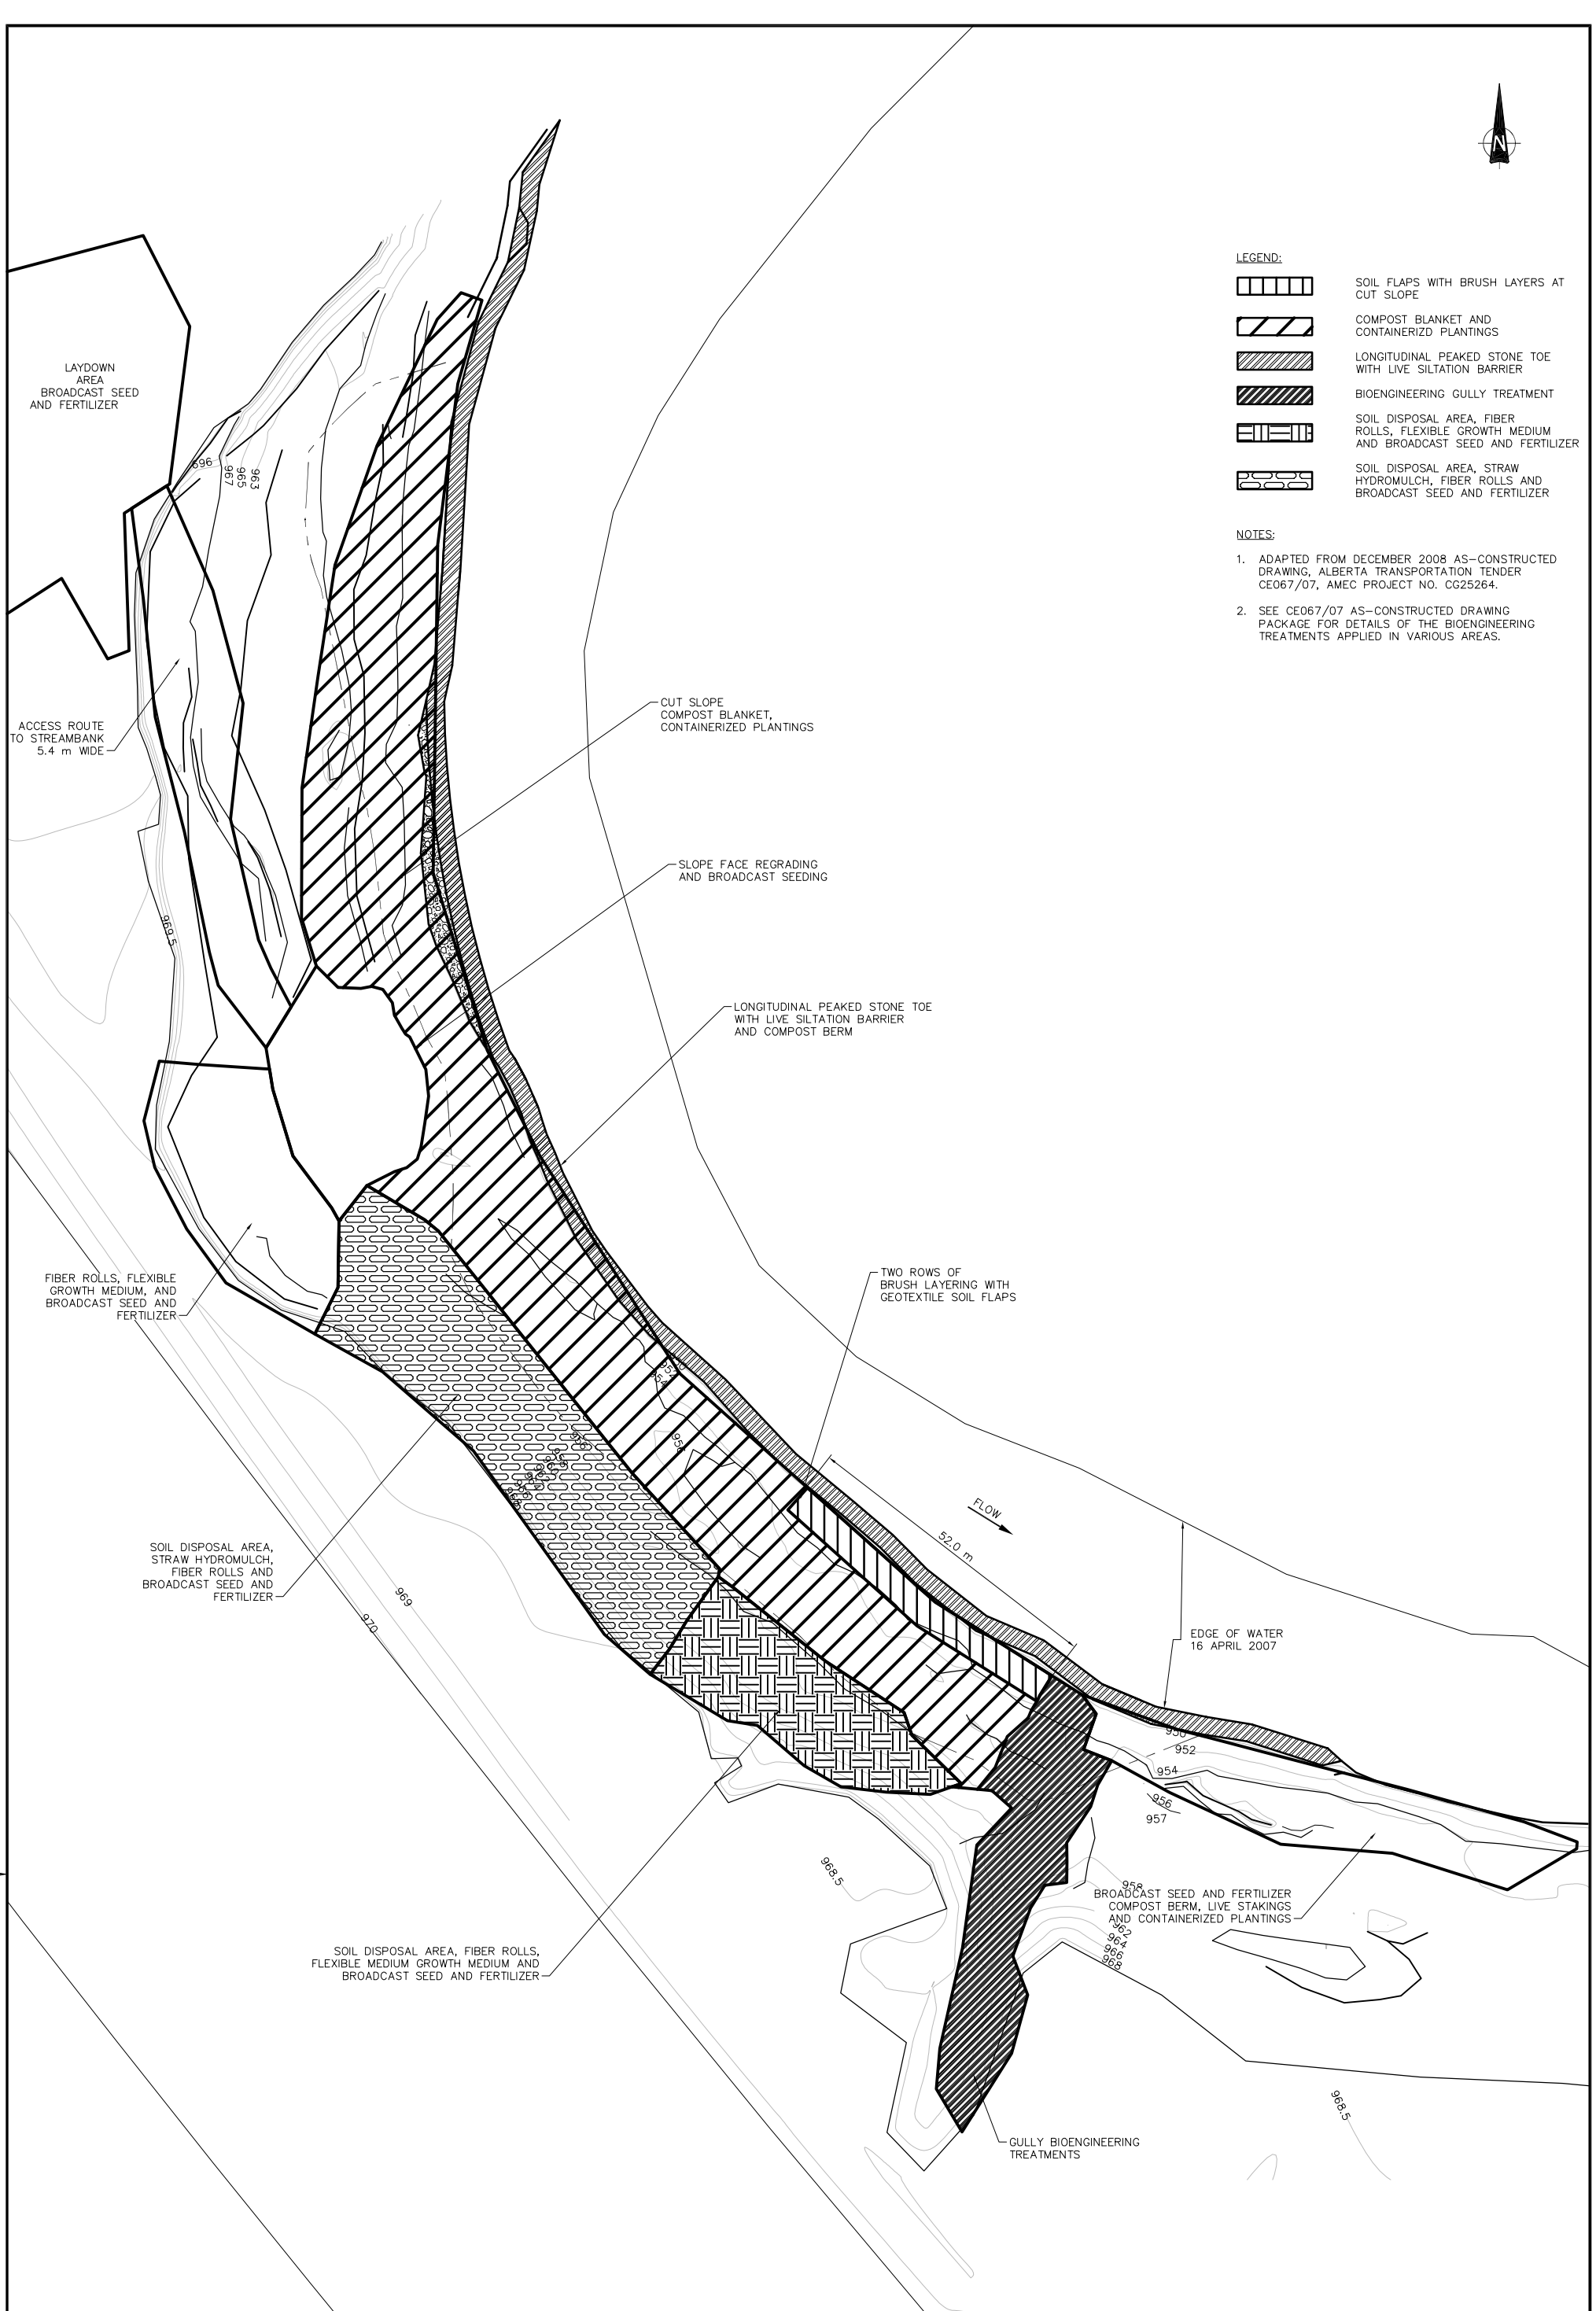 N
LEGEND:
SOIL FLAPS WITH BRUSH LAYERS AT
CUT SLOPE
COMPOST BLANKET AND
CONTAINERIZD PLANTINGS
LONGITUDINAL PEAKED STONE TOE
WITH LIVE SILTATION BARRIER
BIOENGINEERING GULLY TREATMENT
SOIL DISPOSAL AREA, FIBER
ROLLS, FLEXIBLE GROWTH MEDIUM
AND BROADCAST SEED AND FERTILIZER
SOIL DISPOSAL AREA, STRAW
HYDROMULCH, FIBER ROLLS AND
BROADCAST SEED AND FERTILIZER
NOTES:
1. ADAPTED FROM DECEMBER 2008 AS-CONSTRUCTED
DRAWING, ALBERTA TRANSPORTATION TENDER
CE067/07, AMEC PROJECT NO. CG25264.
2. SEE CE067/07 AS-CONSTRUCTED DRAWING
PACKAGE FOR DETAILS OF THE BIOENGINEERING
TREATMENTS APPLIED IN VARIOUS AREAS.
LAYDOWN
AREA
BROADCAST SEED
AND FERTILIZER
967
965
963
ACCESS ROUTE
TO STREAMBANK
5.4 m WIDE
CUT SLOPE
COMPOST BLANKET,
CONTAINERIZED PLANTINGS
SLOPE FACE REGRADING
AND BROADCAST SEEDING
969.5
LONGITUDINAL PEAKED STONE TOE
WITH LIVE SILTATION BARRIER
AND COMPOST BERM
FIBER ROLLS, FLEXIBLE
GROWTH MEDIUM, AND
BROADCAST SEED AND
FERTILIZER
TWO ROWS OF
BRUSH LAYERING WITH
GEOTEXTILE SOIL FLAPS
952
954
956
FLOW
52.0 m
SOIL DISPOSAL AREA,
STRAW HYDROMULCH,
FIBER ROLLS AND
BROADCAST SEED AND
FERTILIZER
969
970
EDGE OF WATER
16 APRIL 2007
950
952
954
956
957
968.5
958
BROADCAST SEED AND FERTILIZER
COMPOST BERM, LIVE STAKINGS
AND CONTAINERIZED PLANTINGS
962
964
966
968
SOIL DISPOSAL AREA, FIBER ROLLS,
FLEXIBLE MEDIUM GROWTH MEDIUM AND
BROADCAST SEED AND FERTILIZER
968.5
GULLY BIOENGINEERING
TREATMENTS